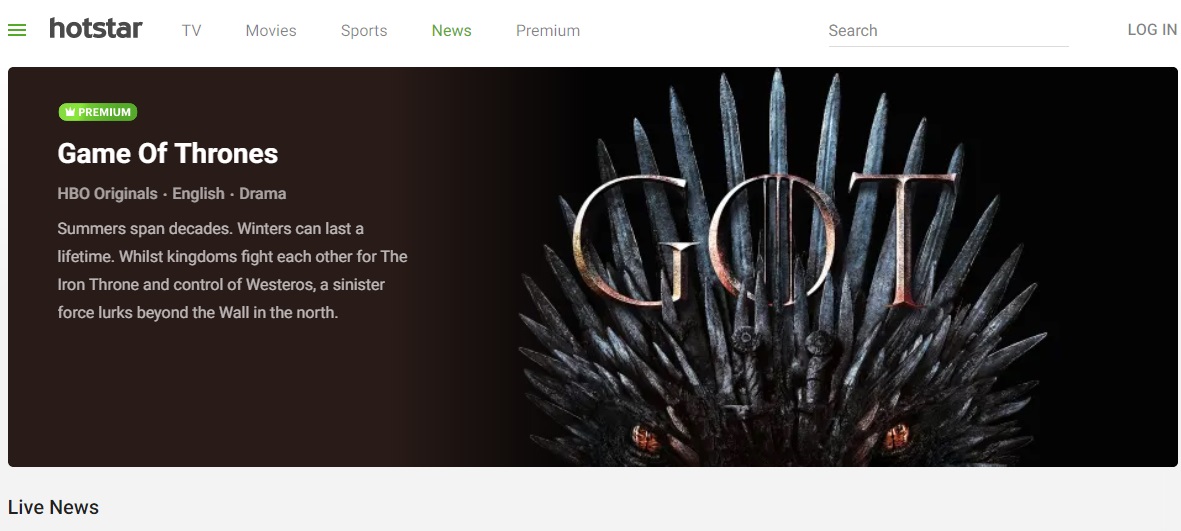 hotstar TV Movies Sports News Premium Search LOG IN
PREMIUM
Game Of Thrones
HBO Originals · English · Drama
Summers span decades. Winters can last a
lifetime. Whilst kingdoms fight each other for The
Iron Throne and control of Westeros, a sinister
force lurks beyond the Wall in the north.
GOT
Live News